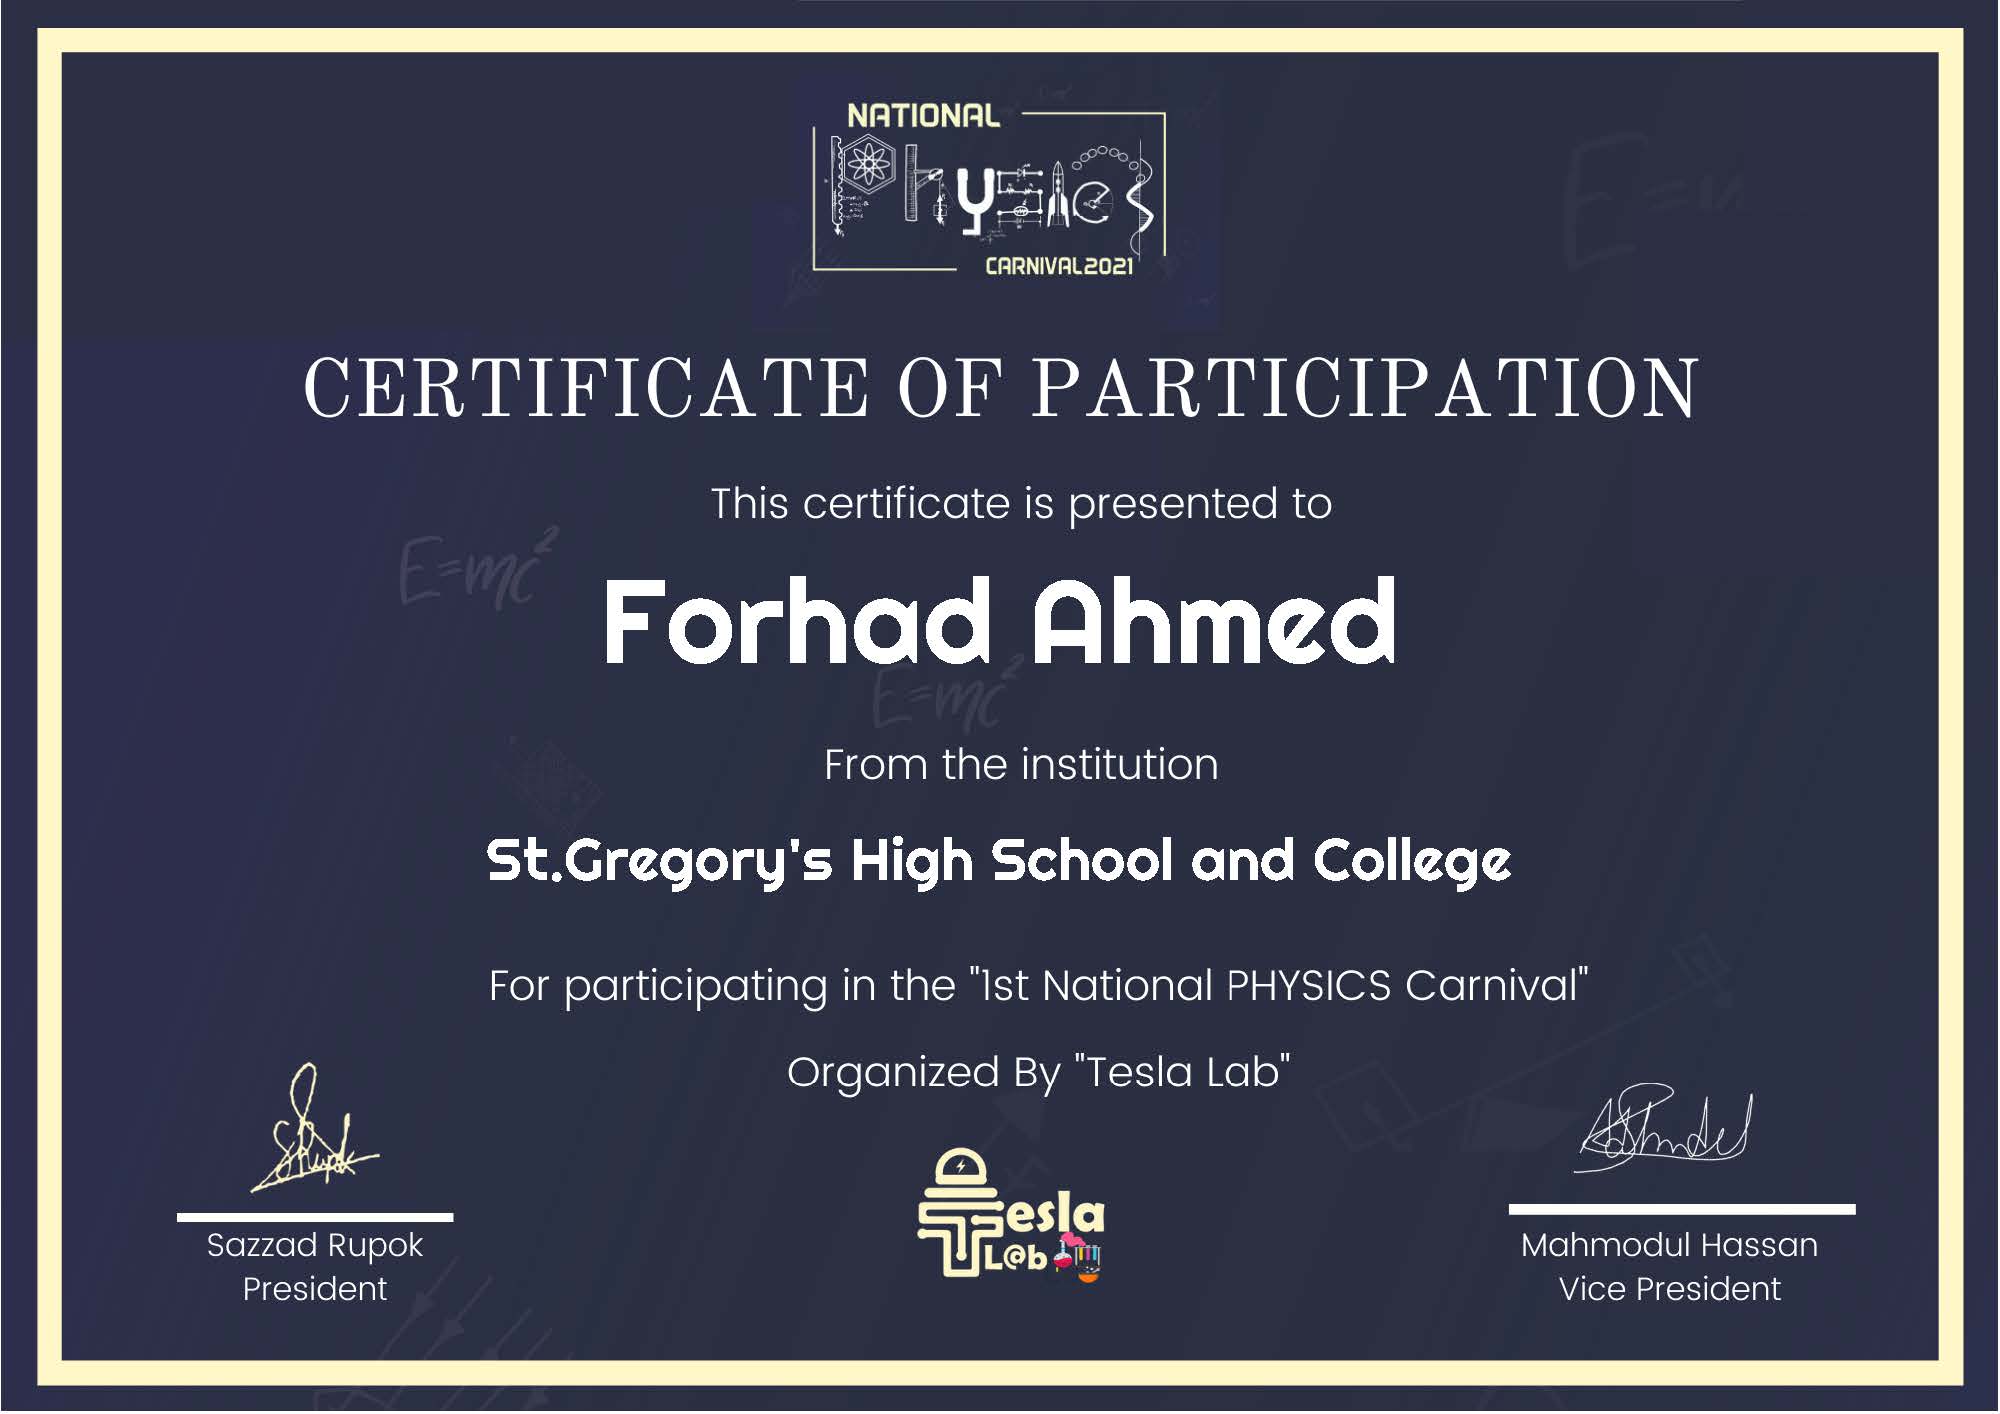 NATIONAL
Physics
CARNIVAL2021
CERTIFICATE OF PARTICIPATION
This certificate is presented to
E=mc²
Forhad Ahmed
E=mc²
From the institution
St.Gregory's High School and College
For participating in the "1st National PHYSICS Carnival"
Organized By "Tesla Lab"
Tesla
L@b
Sazzad Rupok
President
Mahmodul Hassan
Vice President